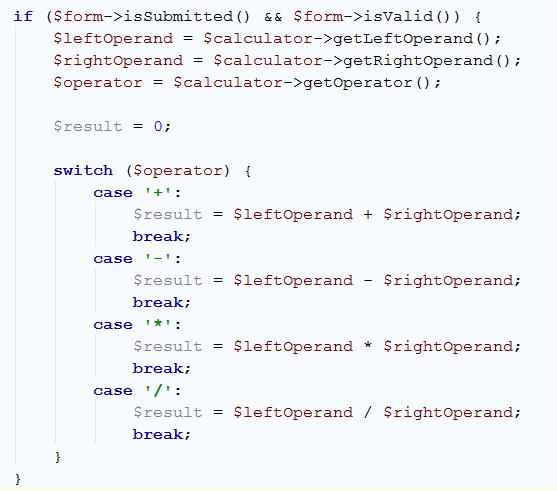 if ($form->isSubmitted() && $form->isValid()) {
    $leftOperand = $calculator->getLeftOperand();
    $rightOperand = $calculator->getRightOperand();
    $operator = $calculator->getOperator();

    $result = 0;

    switch ($operator) {
        case '+':
            $result = $leftOperand + $rightOperand;
            break;
        case '-':
            $result = $leftOperand - $rightOperand;
            break;
        case '*':
            $result = $leftOperand * $rightOperand;
            break;
        case '/':
            $result = $leftOperand / $rightOperand;
            break;
    }
}